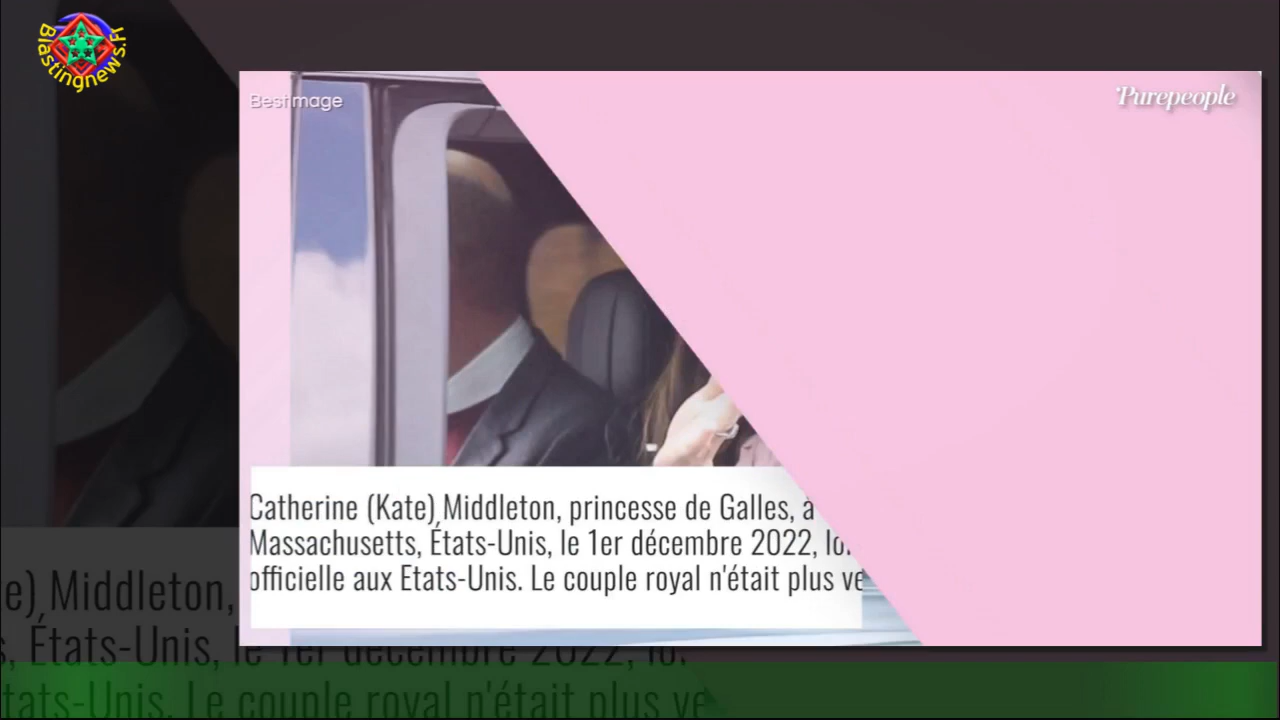 Blastingnews.Fr
Bestimage
Purepeople
Catherine (Kate) Middleton, princesse de Galles, à
Massachusetts, États-Unis, le 1er décembre 2022, lo
officielle aux Etats-Unis. Le couple royal n'était plus ve
e) Middleton,
s, États-Unis, le 1er décembre 2022, lo.
tats-Unis. Le couple royal n'était plus ve